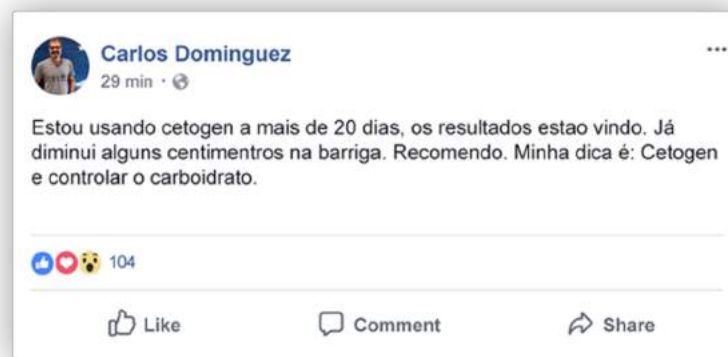 Carlos Dominguez
29 min
Estou usando cetogen a mais de 20 dias, os resultados estao vindo. Já
diminui alguns centimentros na barriga. Recomendo. Minha dica é: Cetogen
e controlar o carboidrato.
104
Like Comment Share